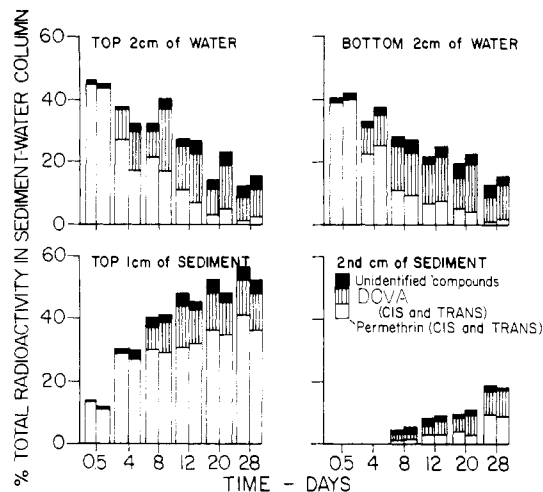 % TOTAL RADIOACTIVITY IN SEDIMENT-WATER COLUMN
TOP 2cm of WATER
60
40
20
0
BOTTOM 2cm of WATER
TOP 1cm of SEDIMENT
60
40
20
0
2nd cm of SEDIMENT
Unidentified compounds
DCVA
(CIS and TRANS)
Permethrin (CIS and TRANS)
0.5 4 8 12 20 28
0.5 4 8 12 20 28
TIME - DAYS